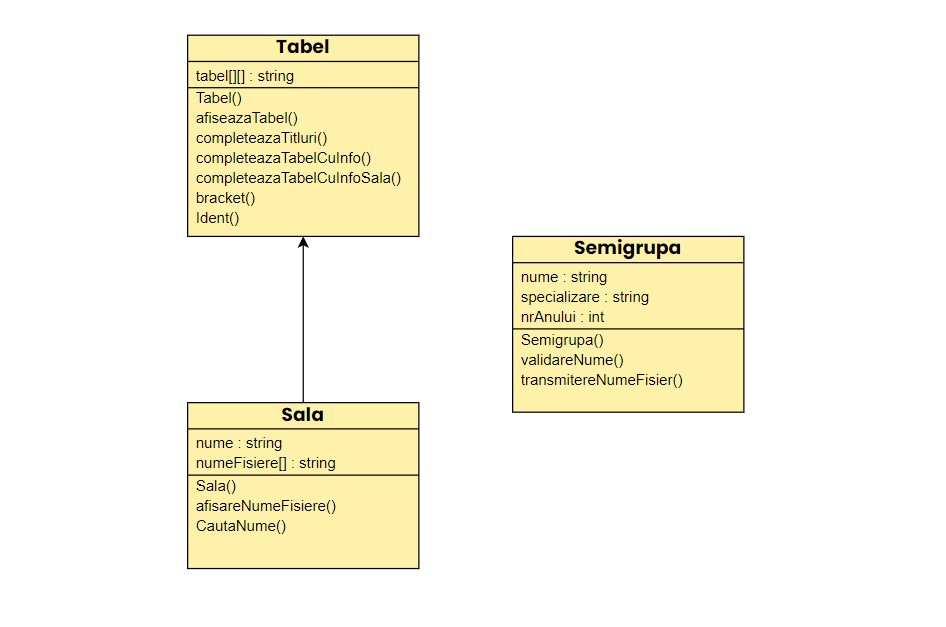 Tabel
tabel[][] : string
Tabel()
afiseazaTabel()
completeazaTitluri()
completeazaTabelCuInfo()
completeazaTabelCuInfoSala()
bracket()
Ident()
Semigrupa
nume : string
specializare : string
nrAnului : int
Semigrupa()
validareNume()
transmitereNumeFisier()
Sala
nume : string
numeFisiere[] : string
Sala()
afisareNumeFisiere()
CautaNume()